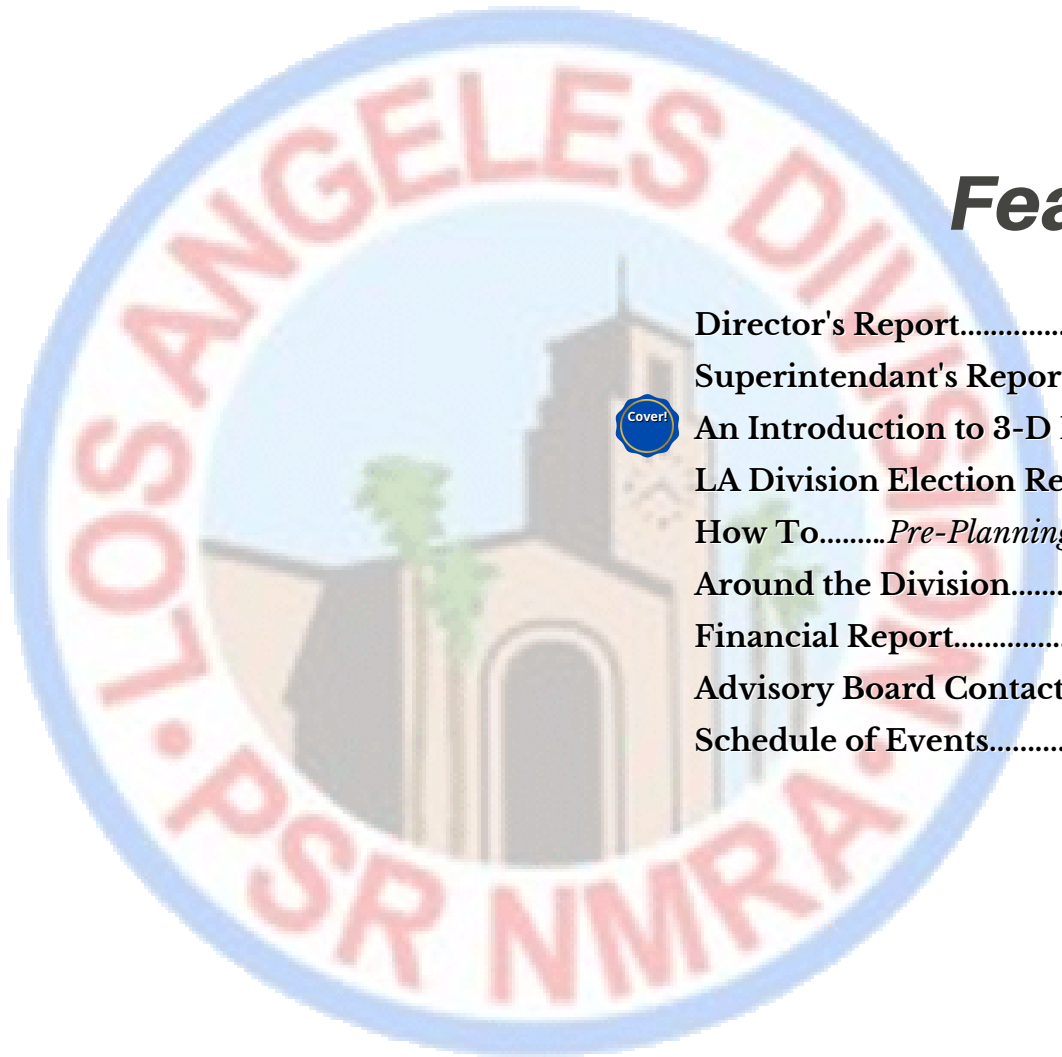 LOS ANGELES DIVISION
• PSR NMRA •
Fea
Director's Report..............
Superintendant's Repor
Cover!
An Introduction to 3-D
LA Division Election Re
How To.........Pre-Planning
Around the Division.......
Financial Report...............
Advisory Board Contact
Schedule of Events..........